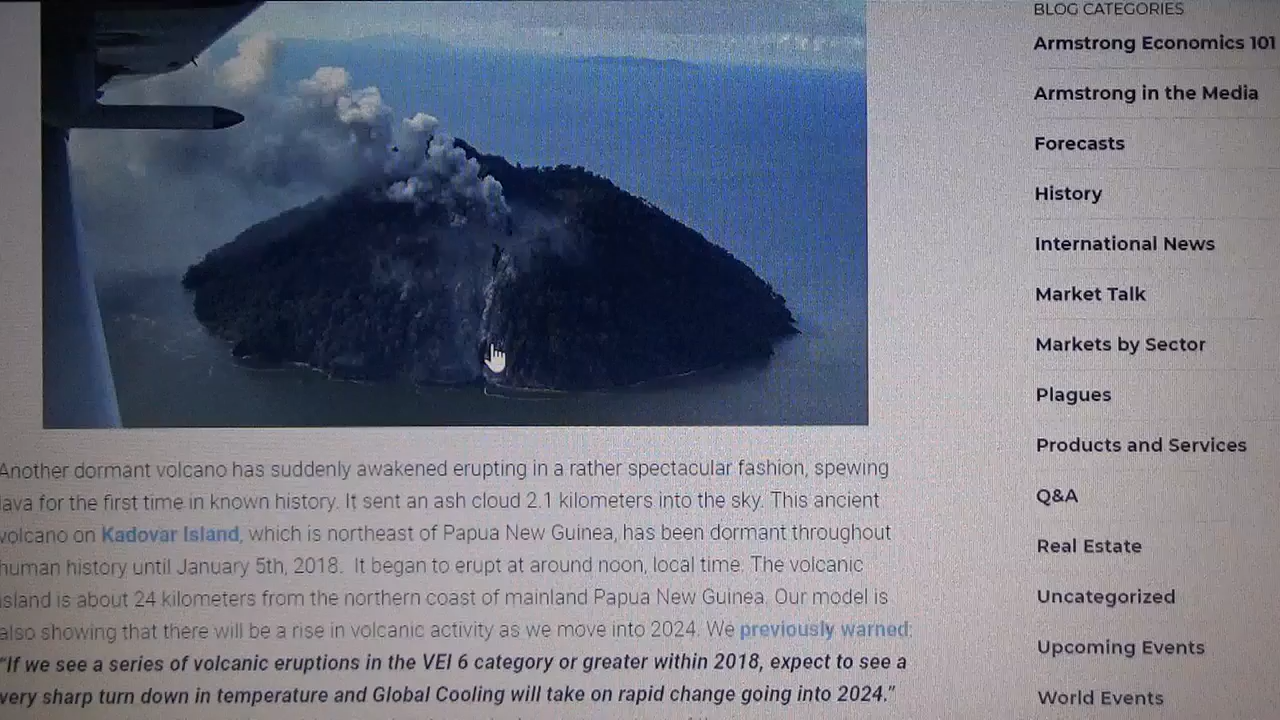 BLOG CATEGORIES
Armstrong Economics 101
Armstrong in the Media
Forecasts
History
International News
Market Talk
Markets by Sector
Plagues
Products and Services
Q&A
Real Estate
Uncategorized
Upcoming Events
World Events
Another dormant volcano has suddenly awakened erupting in a rather spectacular fashion, spewing
lava for the first time in known history. It sent an ash cloud 2.1 kilometers into the sky. This ancient
volcano on Kadovar Island, which is northeast of Papua New Guinea, has been dormant throughout
human history until January 5th, 2018. It began to erupt at around noon, local time. The volcanic
island is about 24 kilometers from the northern coast of mainland Papua New Guinea. Our model is
also showing that there will be a rise in volcanic activity as we move into 2024. We previously warned:
"If we see a series of volcanic eruptions in the VEI 6 category or greater within 2018, expect to see a
very sharp turn down in temperature and Global Cooling will take on rapid change going into 2024."